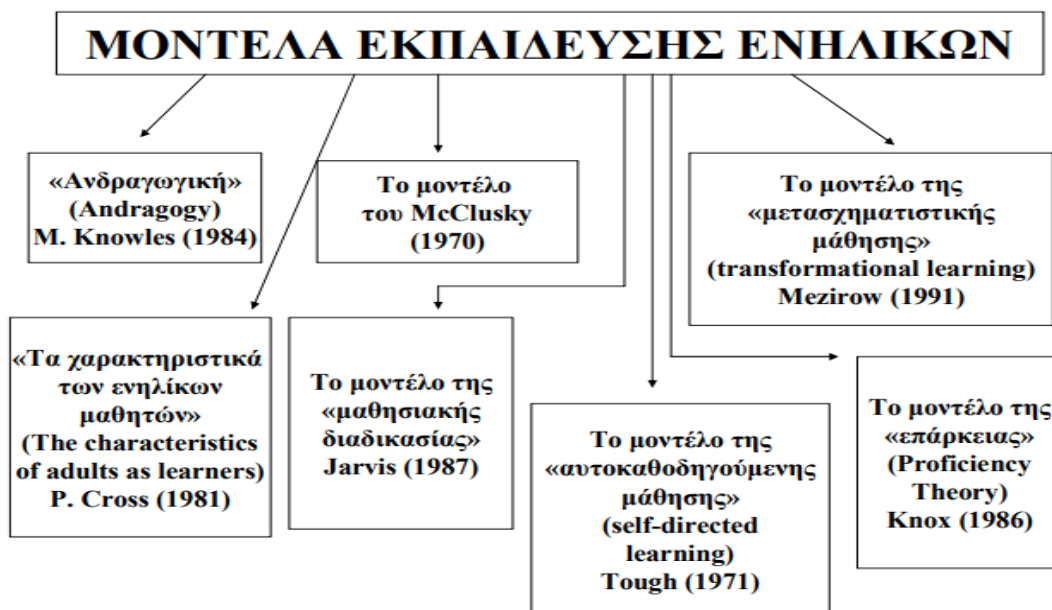 ΜΟΝΤΕΛΑ ΕΚΠΑΙΔΕΥΣΗΣ ΕΝΗΛΙΚΩΝ
«Ανδραγωγική»
(Andragogy)
M. Knowles (1984)
Το μοντέλο
του McClusky
(1970)
Το μοντέλο της
«μετασχηματιστικής
μάθησης»
(transformational learning)
Mezirow (1991)
«Τα χαρακτηριστικά
των ενηλίκων
μαθητών»
(The characteristics
of adults as learners)
P. Cross (1981)
Το μοντέλο της
«μαθησιακής
διαδικασίας»
Jarvis (1987)
Το μοντέλο της
«αυτοκαθοδηγούμενης
μάθησης»
(self-directed
learning)
Tough (1971)
Το μοντέλο της
«επάρκειας»
(Proficiency
Theory)
Knox (1986)